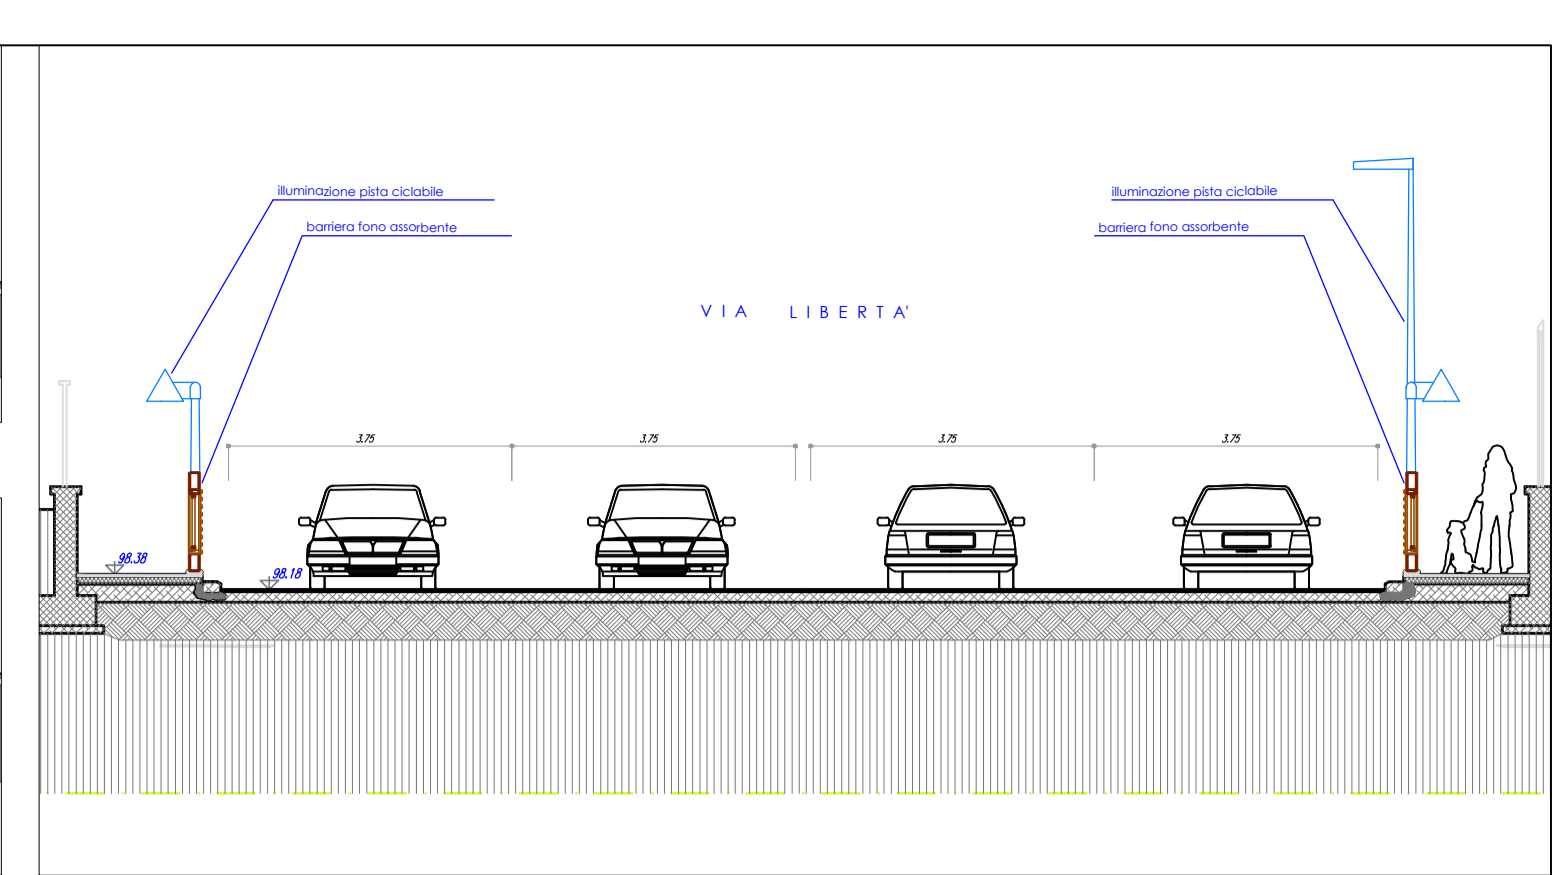 illuminazione pista ciclabile
illuminazione pista ciclabile
barriera fono assorbente
barriera fono assorbente
VIA LIBERTA'
3.75
3.75
3.75
3.75
98.38
98.18